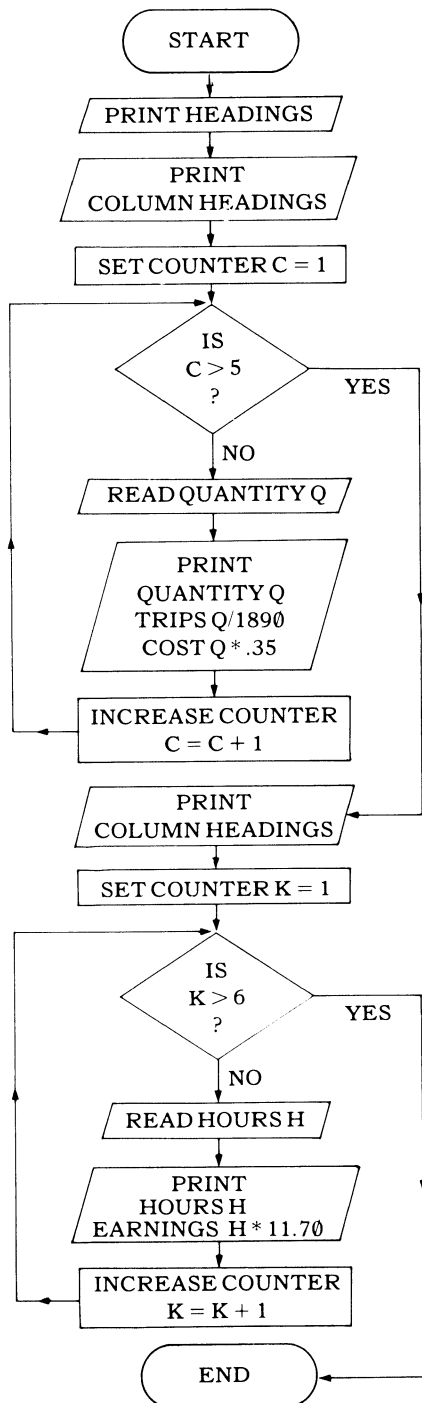 START
PRINT HEADINGS
PRINT
COLUMN HEADINGS
SET COUNTER C = 1
IS
C > 5
?
YES
NO
READ QUANTITY Q
PRINT
QUANTITY Q
TRIPS Q/1890
COST Q * .35
INCREASE COUNTER
C = C + 1
PRINT
COLUMN HEADINGS
SET COUNTER K = 1
IS
K > 6
?
YES
NO
READ HOURS H
PRINT
HOURS H
EARNINGS H * 11.70
INCREASE COUNTER
K = K + 1
END